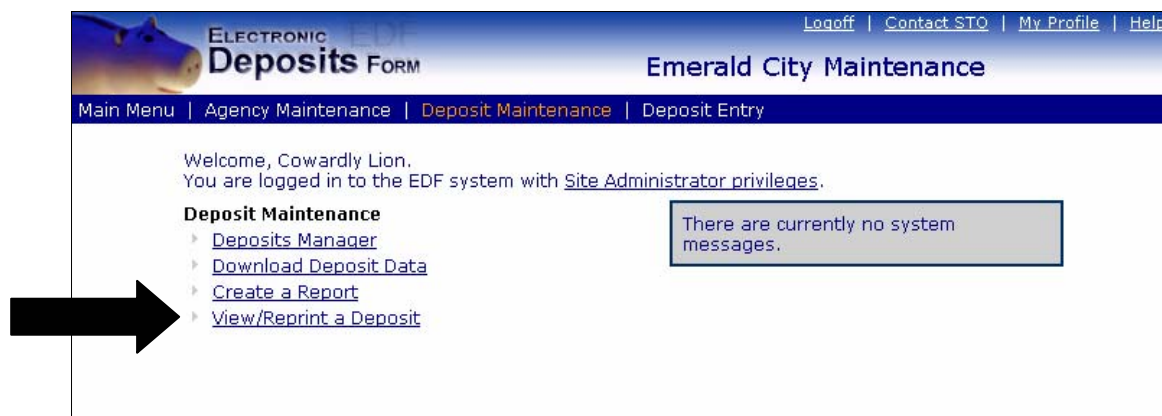 Logoff | Contact STO | My Profile | Help
ELECTRONIC EDF
Deposits FORM
Emerald City Maintenance
Main Menu | Agency Maintenance | Deposit Maintenance | Deposit Entry
Welcome, Cowardly Lion.
You are logged in to the EDF system with Site Administrator privileges.
Deposit Maintenance
There are currently no system
messages.
Deposits Manager
Download Deposit Data
Create a Report
View/Reprint a Deposit